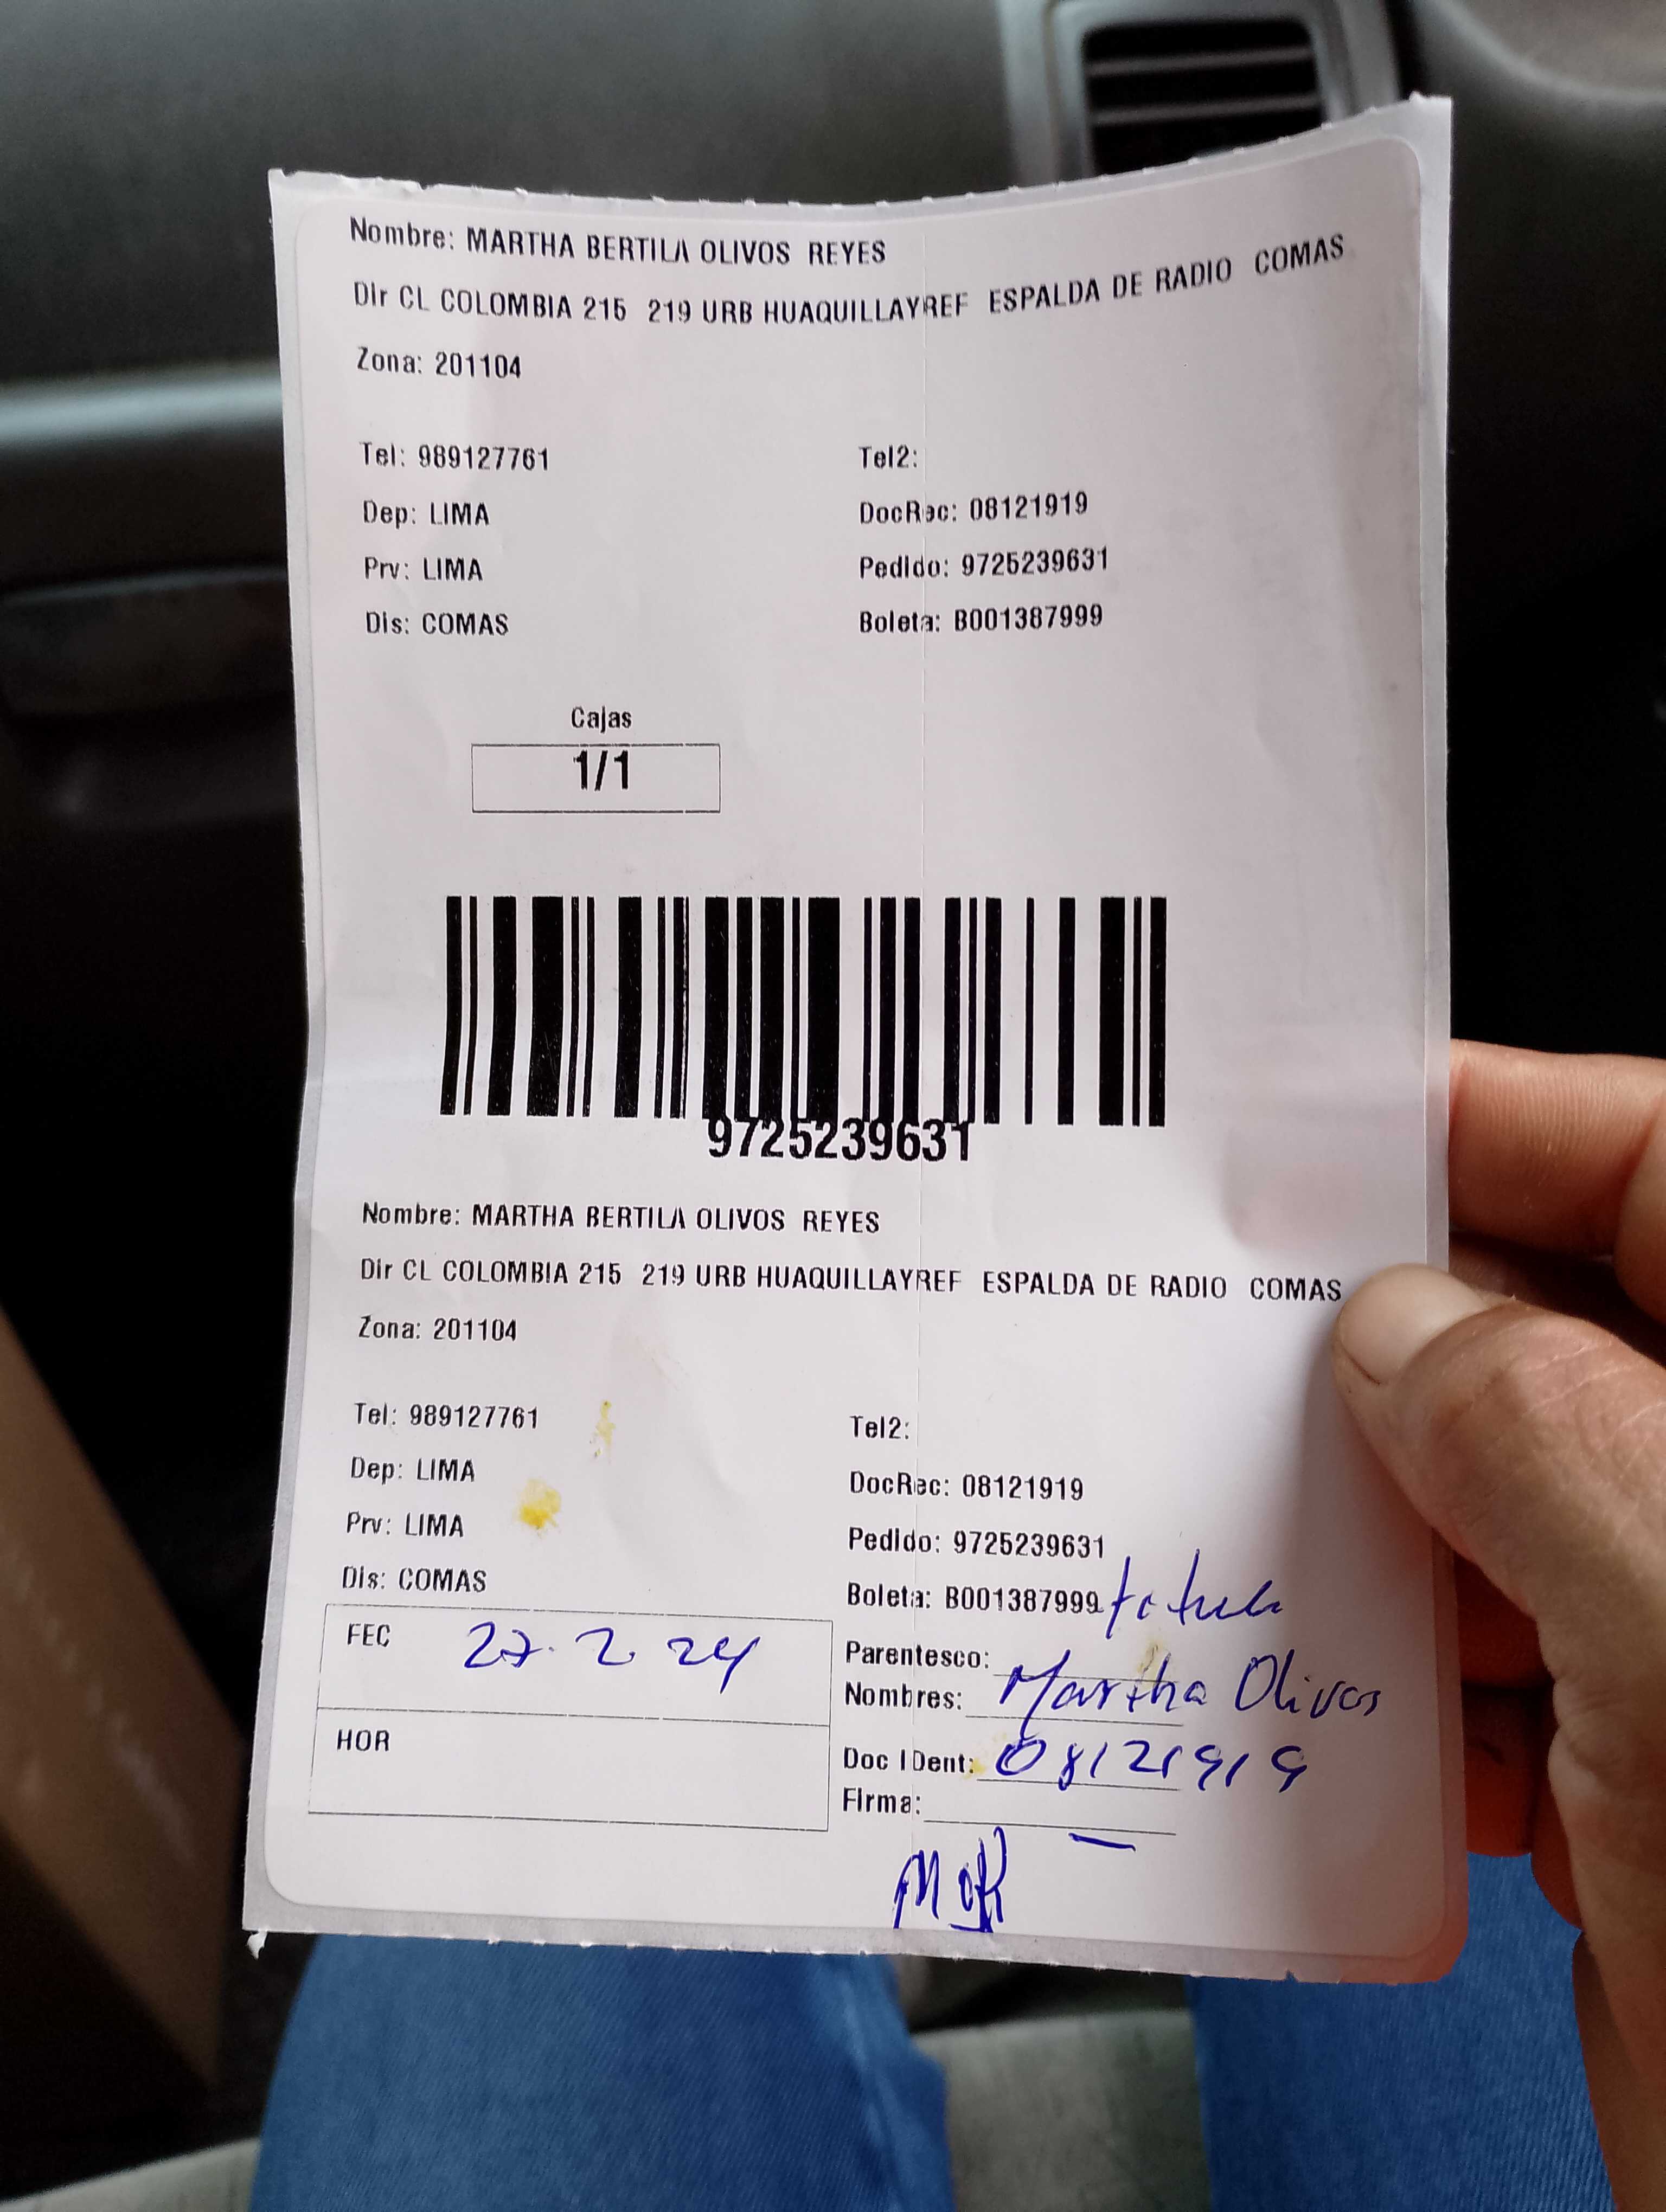 Nombre: MARTHA BERTILA OLIVOS REYES
Dir CL COLOMBIA 215 219 URB HUAQUILLAYREF ESPALDA DE RADIO COMAS
Zona: 201104
Tel: 989127761 Tel2:
Dep: LIMA DocRec: 08121919
Prv: LIMA Pedido: 9725239631
Dis: COMAS Boleta: B001387999
Cajas
1/1
9725239631
Nombre: MARTHA BERTILA OLIVOS REYES
Dir CL COLOMBIA 215 219 URB HUAQUILLAYREF ESPALDA DE RADIO COMAS
Zona: 201104
Tel: 989127761 Tel2:
Dep: LIMA DocRec: 08121919
Prv: LIMA Pedido: 9725239631
Dis: COMAS Boleta: B001387999
FEC 27.2 24 Parentesco:
Nombres: Martha Olivos
HOR Doc IDent: 08121919
Firma: